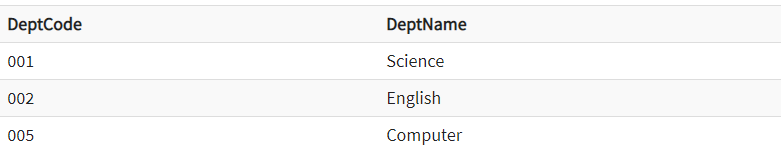 DeptCode DeptName
001 Science
002 English
005 Computer